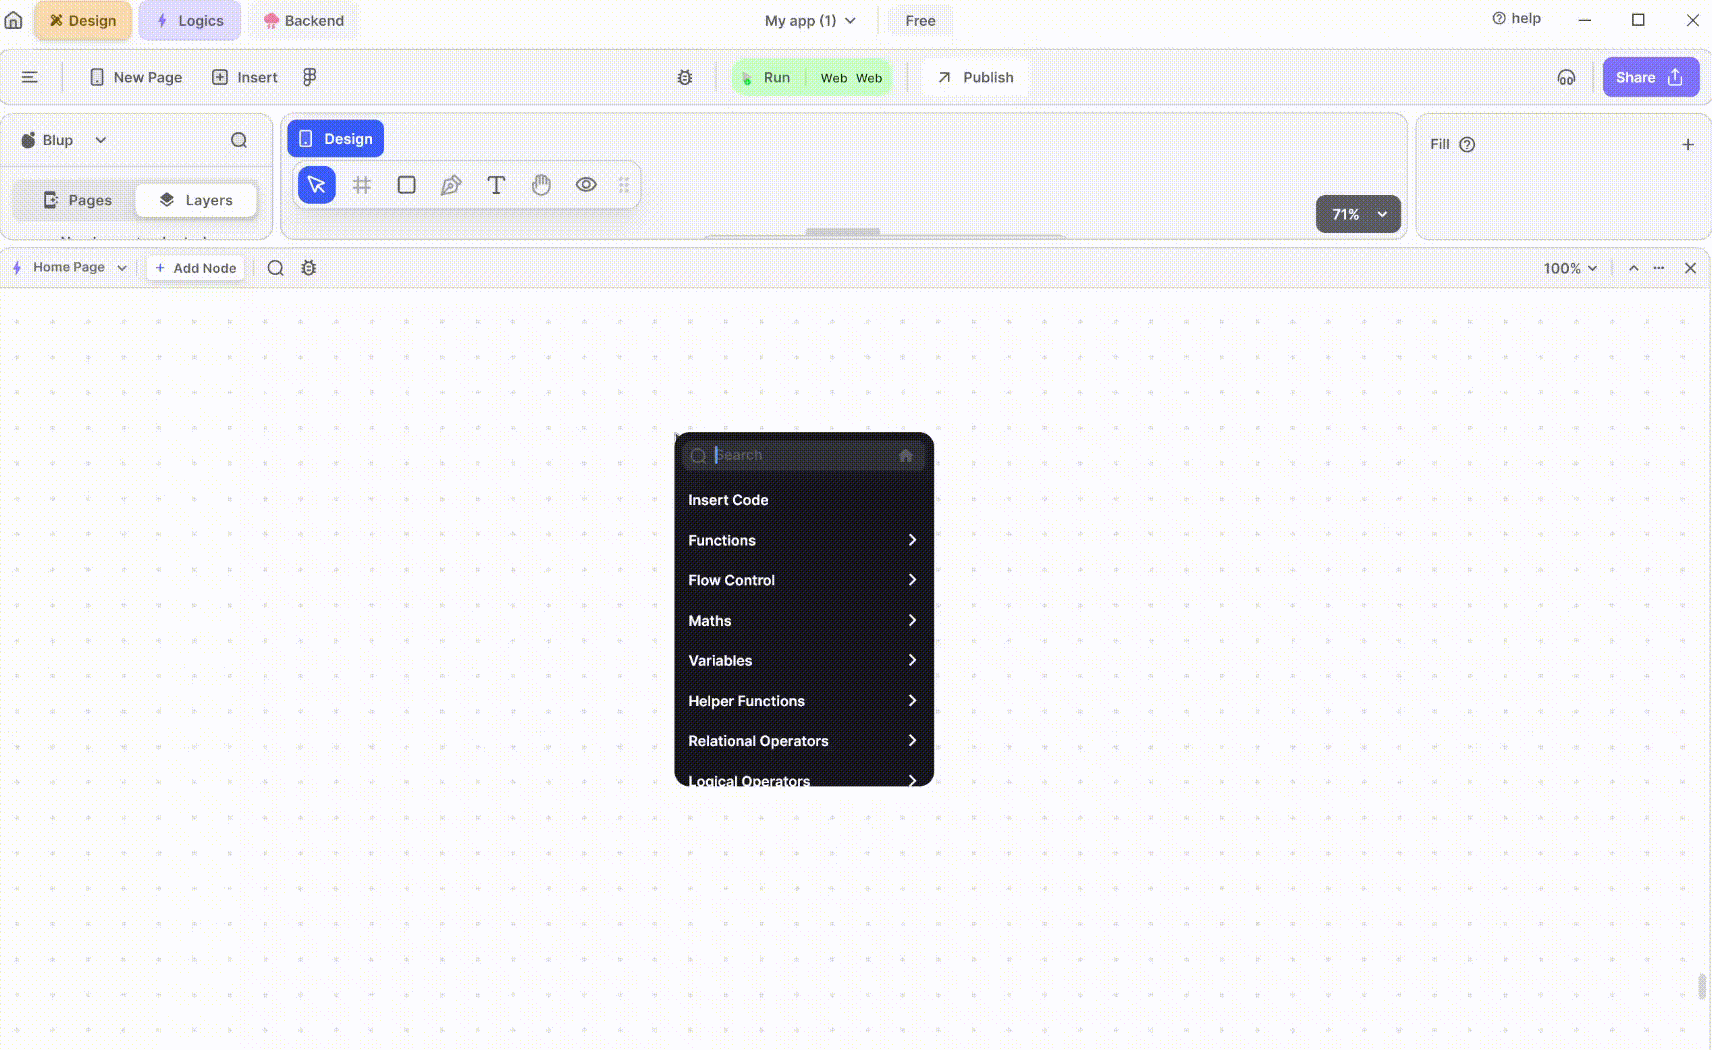 Design Logics Backend My app (1) Free help
New Page Insert Run Web Web Publish Share
Blup Design Fill
Pages Layers 71%
Home Page + Add Node 100%
Search
Insert Code
Functions
Flow Control
Maths
Variables
Helper Functions
Relational Operators
Logical Operators